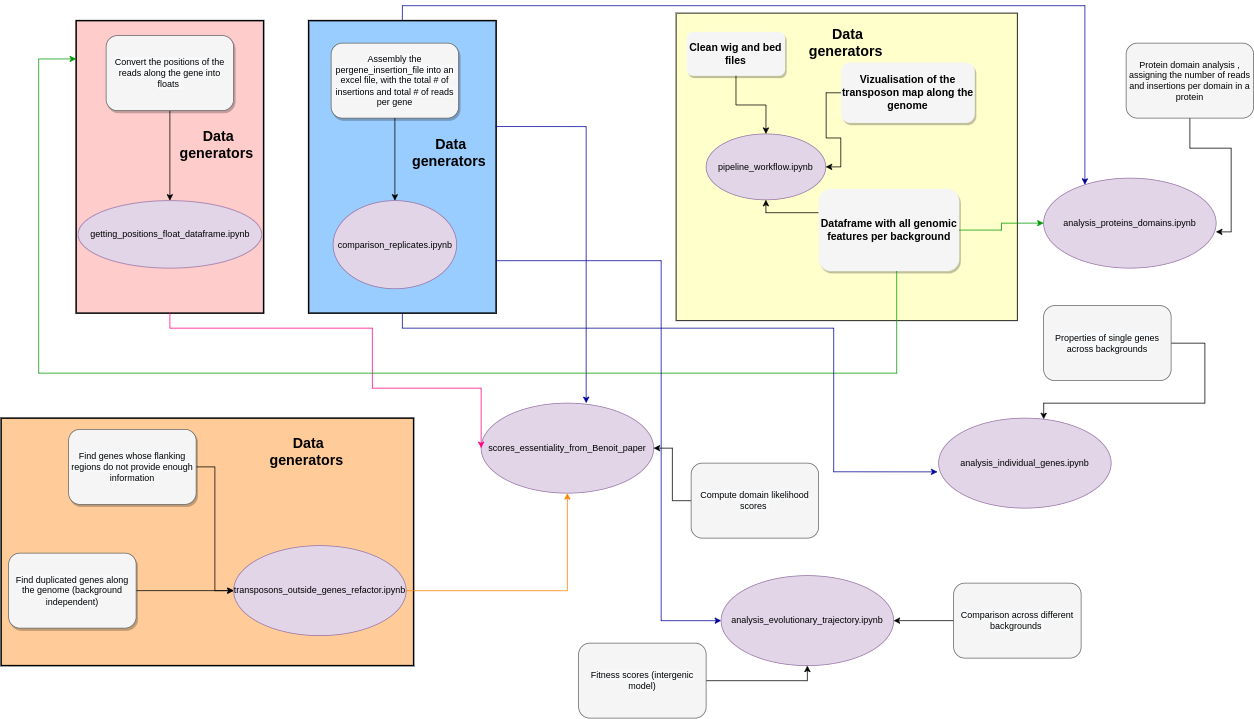 Convert the positions of the
reads along the gene into
floats
Data
generators
getting_positions_float_dataframe.ipynb
Assembly the
pergene_insertion_file into an
excel file, with the total # of
insertions and total # of reads
per gene
Data
generators
comparison_replicates.ipynb
Data
generators
Clean wig and bed
files
Vizualisation of the
transposon map along the
genome
pipeline_workflow.ipynb
Dataframe with all genomic
features per background
Protein domain analysis ,
assigning the number of reads
and insertions per domain in a
protein
analysis_proteins_domains.ipynb
Properties of single genes
across backgrounds
analysis_individual_genes.ipynb
Data
generators
Find genes whose flanking
regions do not provide enough
information
Find duplicated genes along
the genome (background
independent)
transposons_outside_genes_refactor.ipynb
scores_essentiality_from_Benoit_paper
Compute domain likelihood
scores
analysis_evolutionary_trajectory.ipynb
Comparison across different
backgrounds
Fitness scores (intergenic
model)